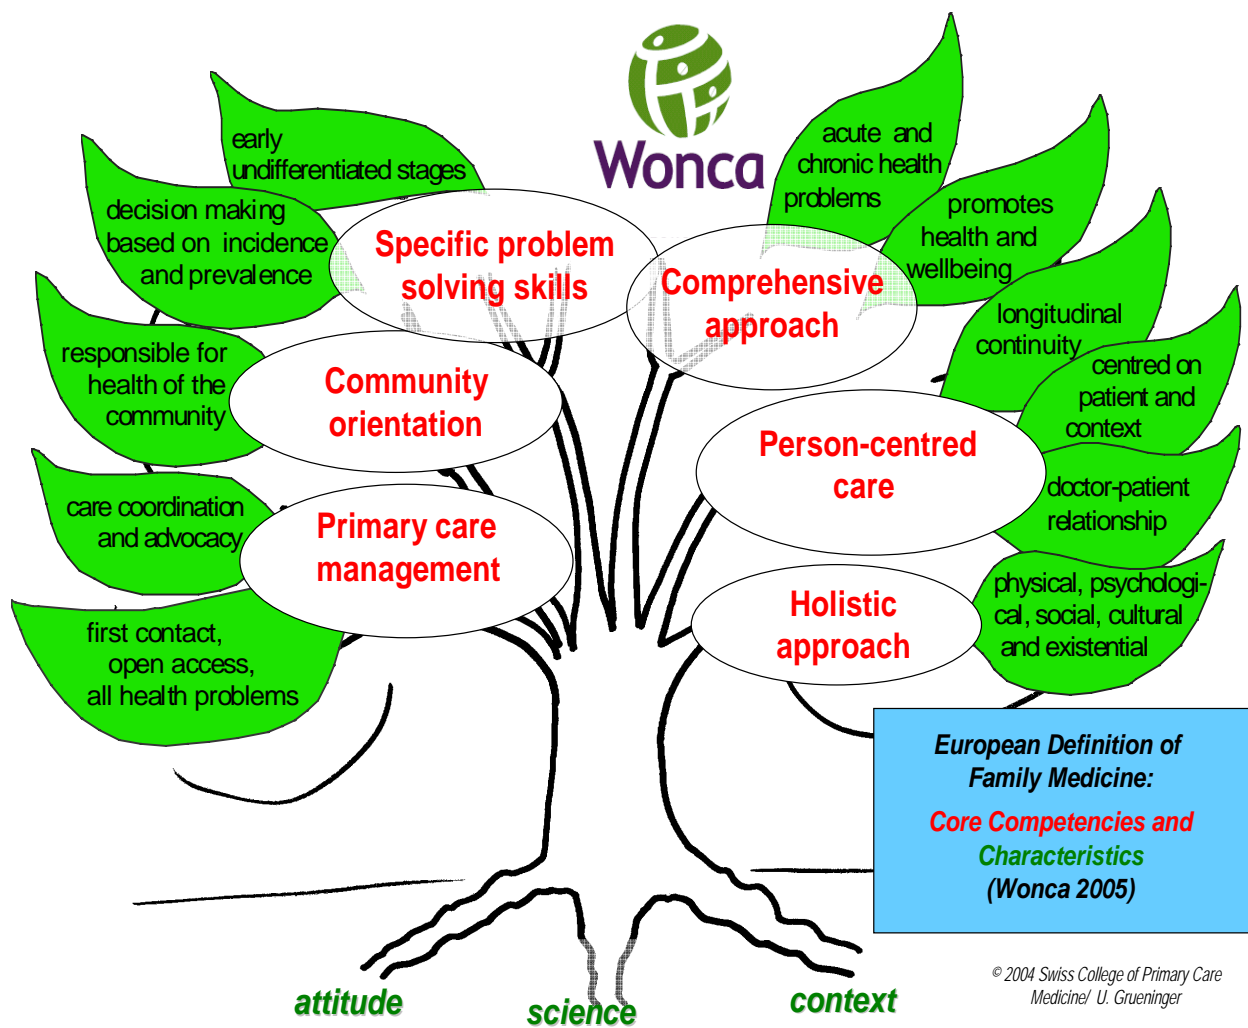 Wonca
early
undifferentiated stages
decision making
based on incidence
and prevalence
Specific problem
solving skills
responsible for
health of the
community
Community
orientation
care coordination
and advocacy
Primary care
management
first contact,
open access,
all health problems
acute and
chronic health
problems
promotes
health and
wellbeing
Comprehensive
approach
longitudinal
continuity
centred on
patient and
context
Person-centred
care
doctor-patient
relationship
Holistic
approach
physical, psychologi-
cal, social, cultural
and existential
European Definition of
Family Medicine:
Core Competencies and
Characteristics
(Wonca 2005)
attitude
science
context
© 2004 Swiss College of Primary Care
Medicine/ U. Grueninger